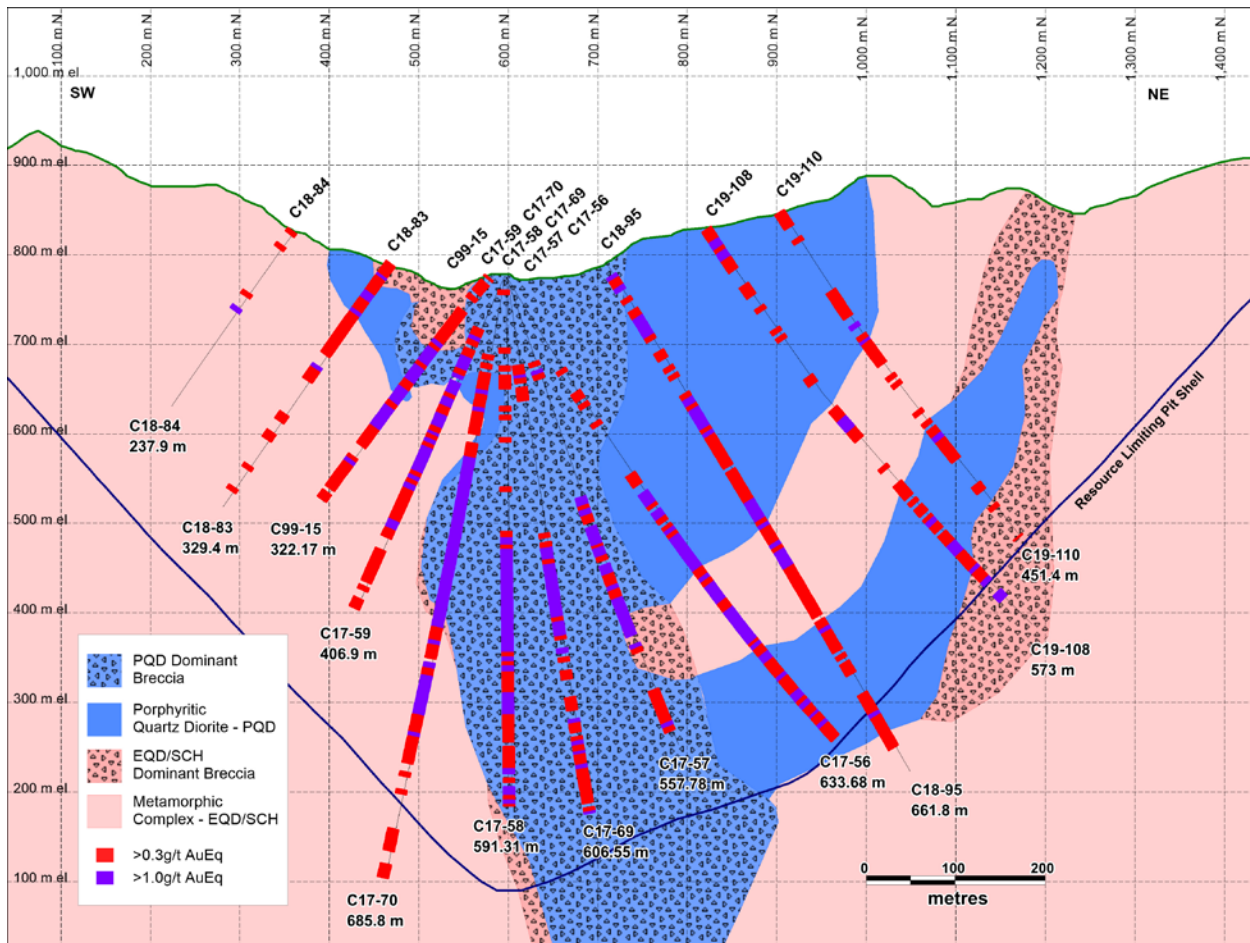 100 m.N.
200 m.N.
300 m.N.
400 m.N.
500 m.N.
600 m.N.
700 m.N.
800 m.N.
900 m.N.
1,000 m.N.
1,100 m.N.
1,200 m.N.
1,300 m.N.
1,400 m.N.
1,000 m el
SW
NE
900 m el
800 m el
700 m el
600 m el
500 m el
400 m el
300 m el
200 m el
100 m el
C18-84
C18-83
C99-15
C17-59
C17-70
C17-58
C17-69
C17-57
C17-56
C18-95
C19-108
C19-110
Resource Limiting Pit Shell
C18-84
237.9 m
C18-83
329.4 m
C99-15
322.17 m
C17-59
406.9 m
C17-70
685.8 m
C17-58
591.31 m
C17-69
606.55 m
C17-57
557.78 m
C17-56
633.68 m
C18-95
661.8 m
C19-110
451.4 m
C19-108
573 m
PQD Dominant
Breccia
Porphyritic
Quartz Diorite - PQD
EQD/SCH
Dominant Breccia
Metamorphic
Complex - EQD/SCH
>0.3g/t AuEq
>1.0g/t AuEq
0 100 200
metres